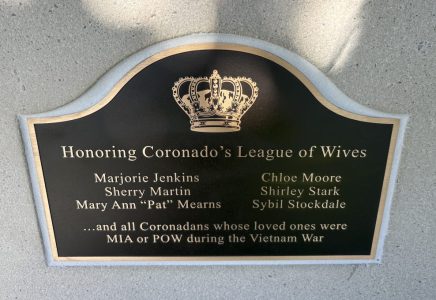 Honoring Coronado's League of Wives
Marjorie Jenkins Chloe Moore
Sherry Martin Shirley Stark
Mary Ann "Pat" Mearns Sybil Stockdale
...and all Coronadans whose loved ones were
MIA or POW during the Vietnam War